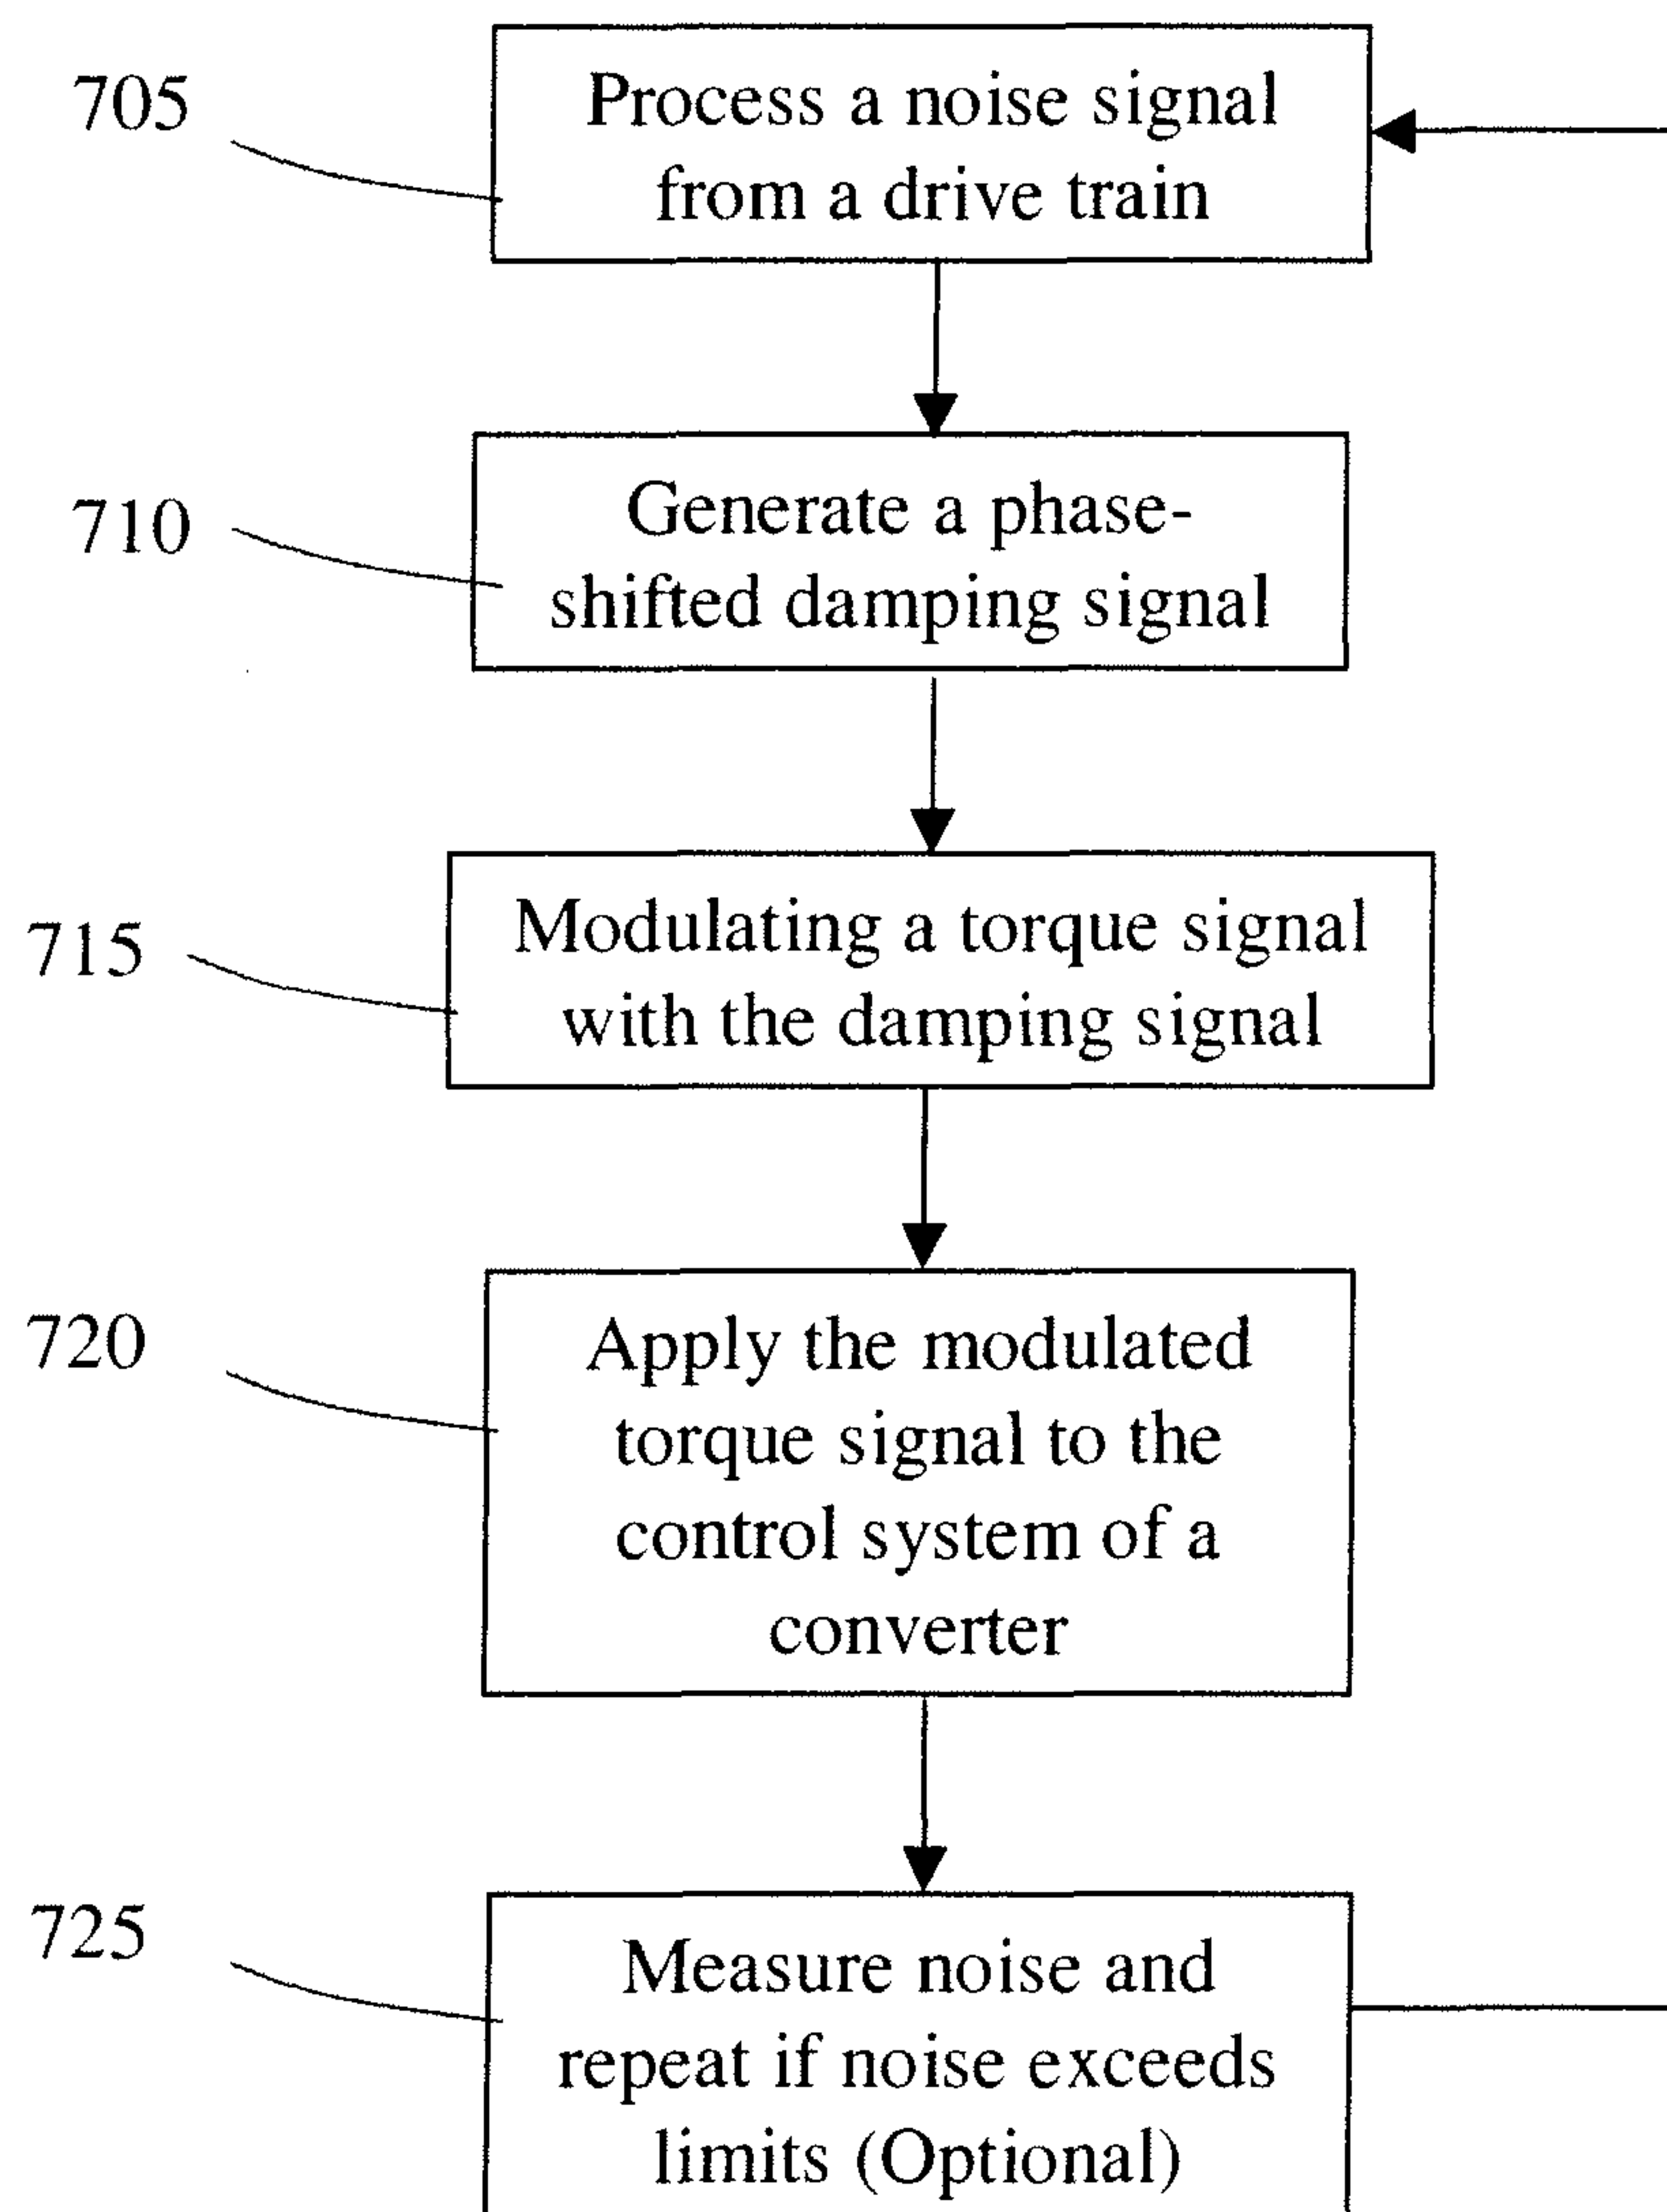 705
Process a noise signal
from a drive train
710
Generate a phase-
shifted damping signal
715
Modulating a torque signal
with the damping signal
720
Apply the modulated
torque signal to the
control system of a
converter
725
Measure noise and
repeat if noise exceeds
limits (Optional)